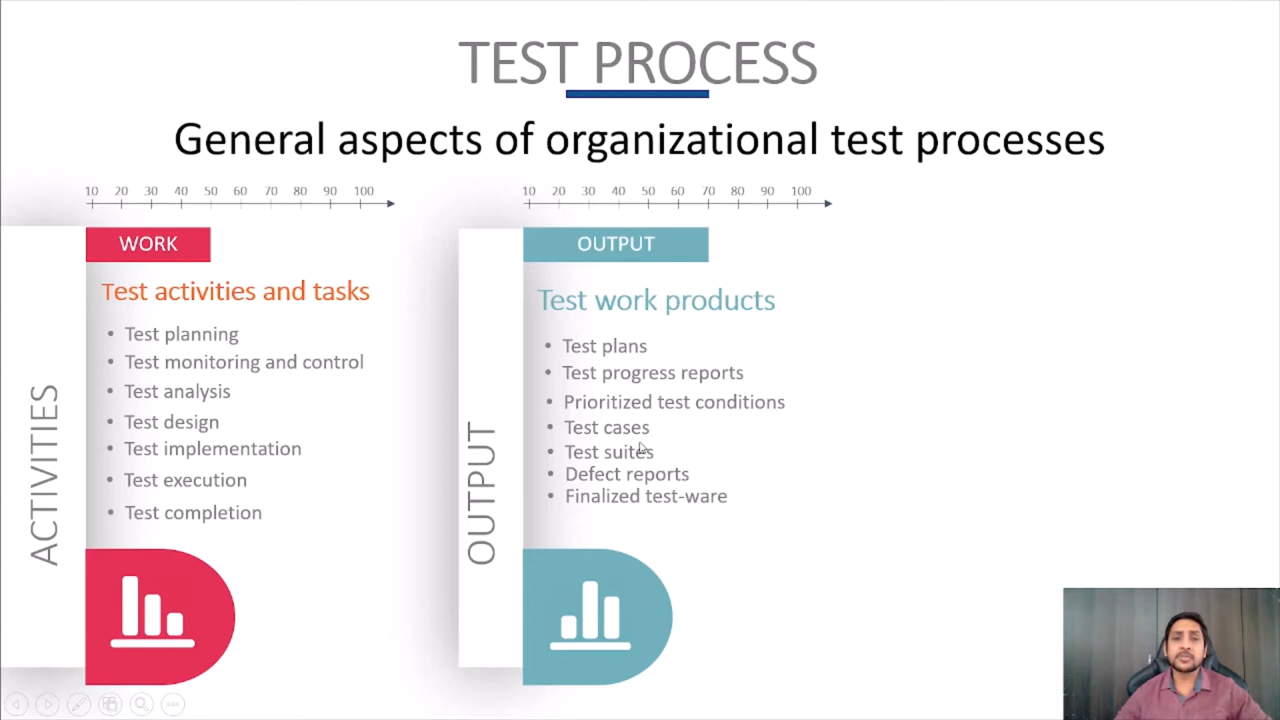 TEST PROCESS
General aspects of organizational test processes
10 20 30 40 50 60 70 80 90 100
WORK
Test activities and tasks
• Test planning
• Test monitoring and control
• Test analysis
• Test design
• Test implementation
• Test execution
• Test completion
ACTIVITIES
10 20 30 40 50 60 70 80 90 100
OUTPUT
Test work products
• Test plans
• Test progress reports
• Prioritized test conditions
• Test cases
• Test suites
• Defect reports
• Finalized test-ware
OUTPUT